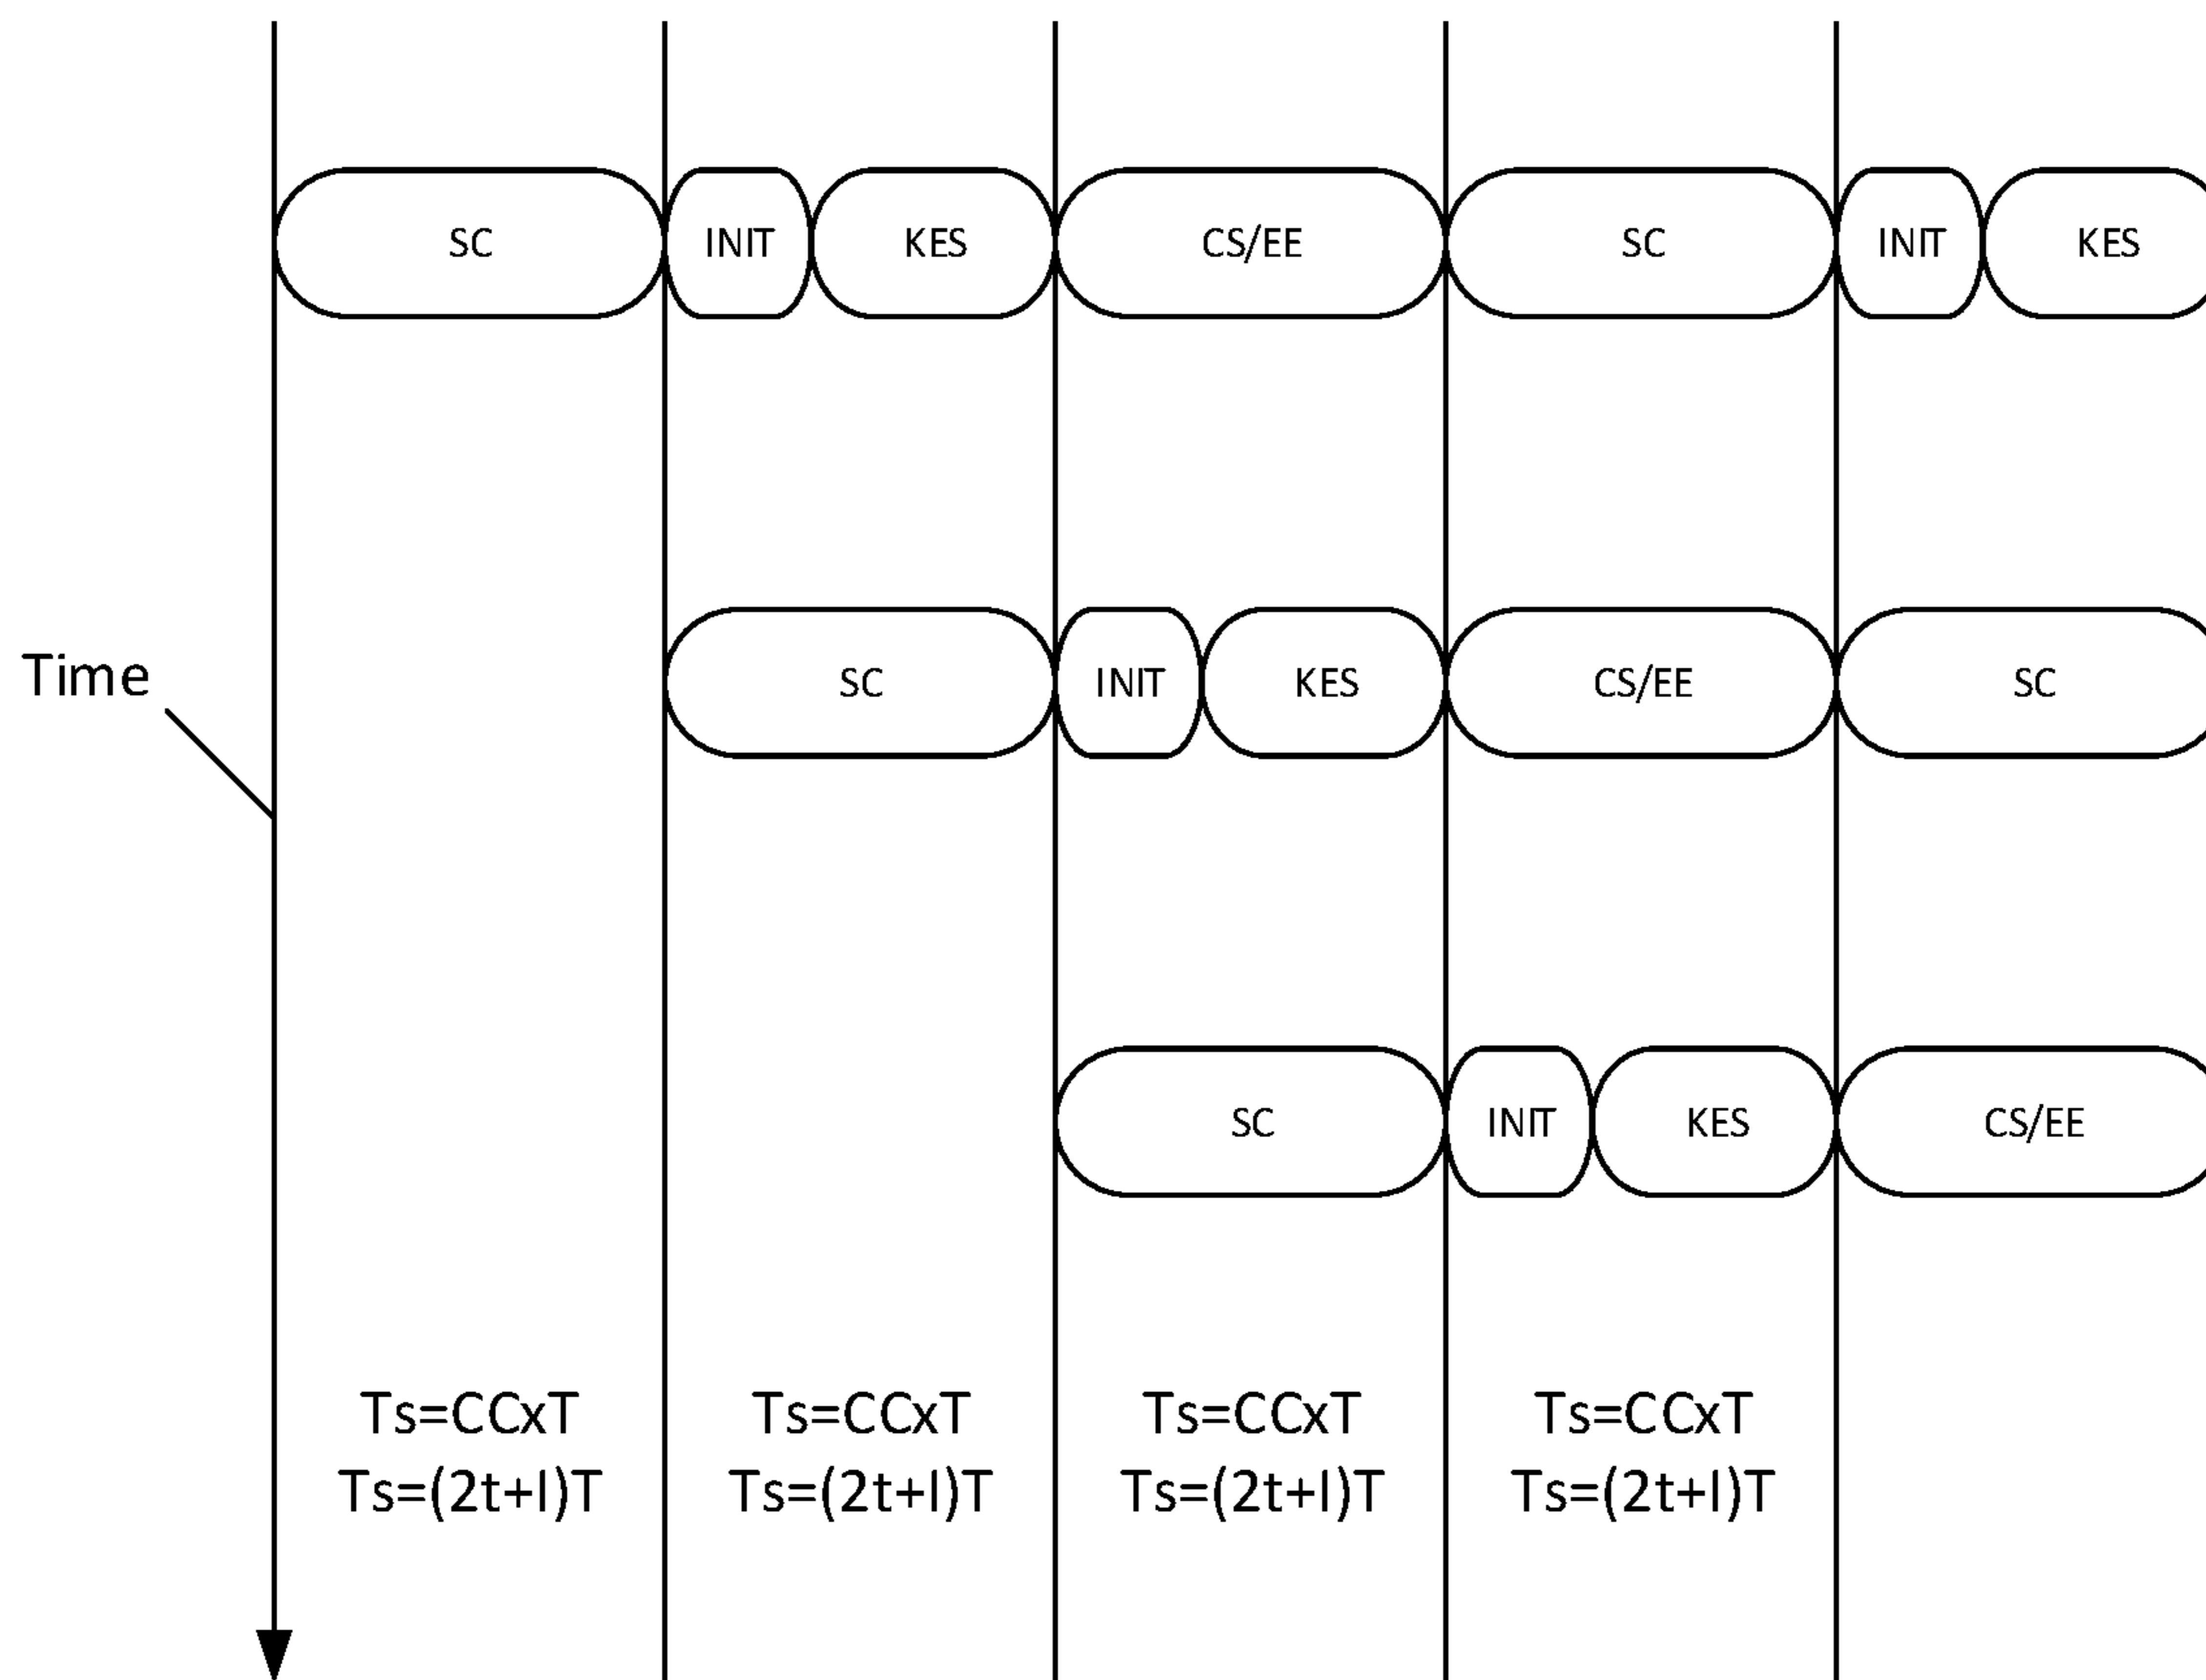 SC INIT KES CS/EE SC INIT KES
Time
SC INIT KES CS/EE SC
SC INIT KES CS/EE
Ts=CCxT Ts=CCxT Ts=CCxT Ts=CCxT
Ts=(2t+I)T Ts=(2t+I)T Ts=(2t+I)T Ts=(2t+I)T